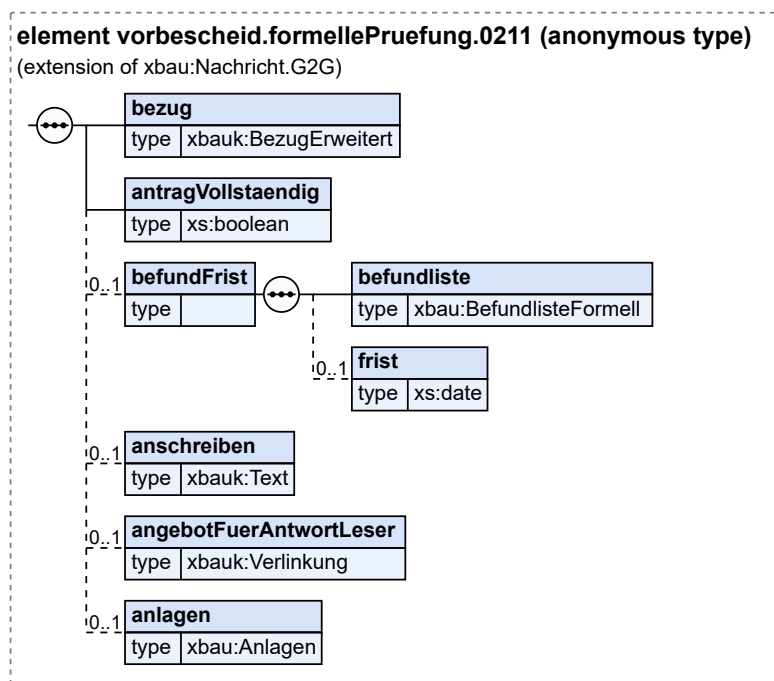 element vorbescheid.formellePruefung.0211 (anonymous type)
(extension of xbau:Nachricht.G2G)
bezug
type xbauk:BezugErweitert
antragVollstaendig
type xs:boolean
0..1 befundFrist
type
befundliste
type xbau:BefundlisteFormell
0..1 frist
type xs:date
0..1 anschreiben
type xbauk:Text
0..1 angebotFuerAntwortLeser
type xbauk:Verlinkung
0..1 anlagen
type xbau:Anlagen